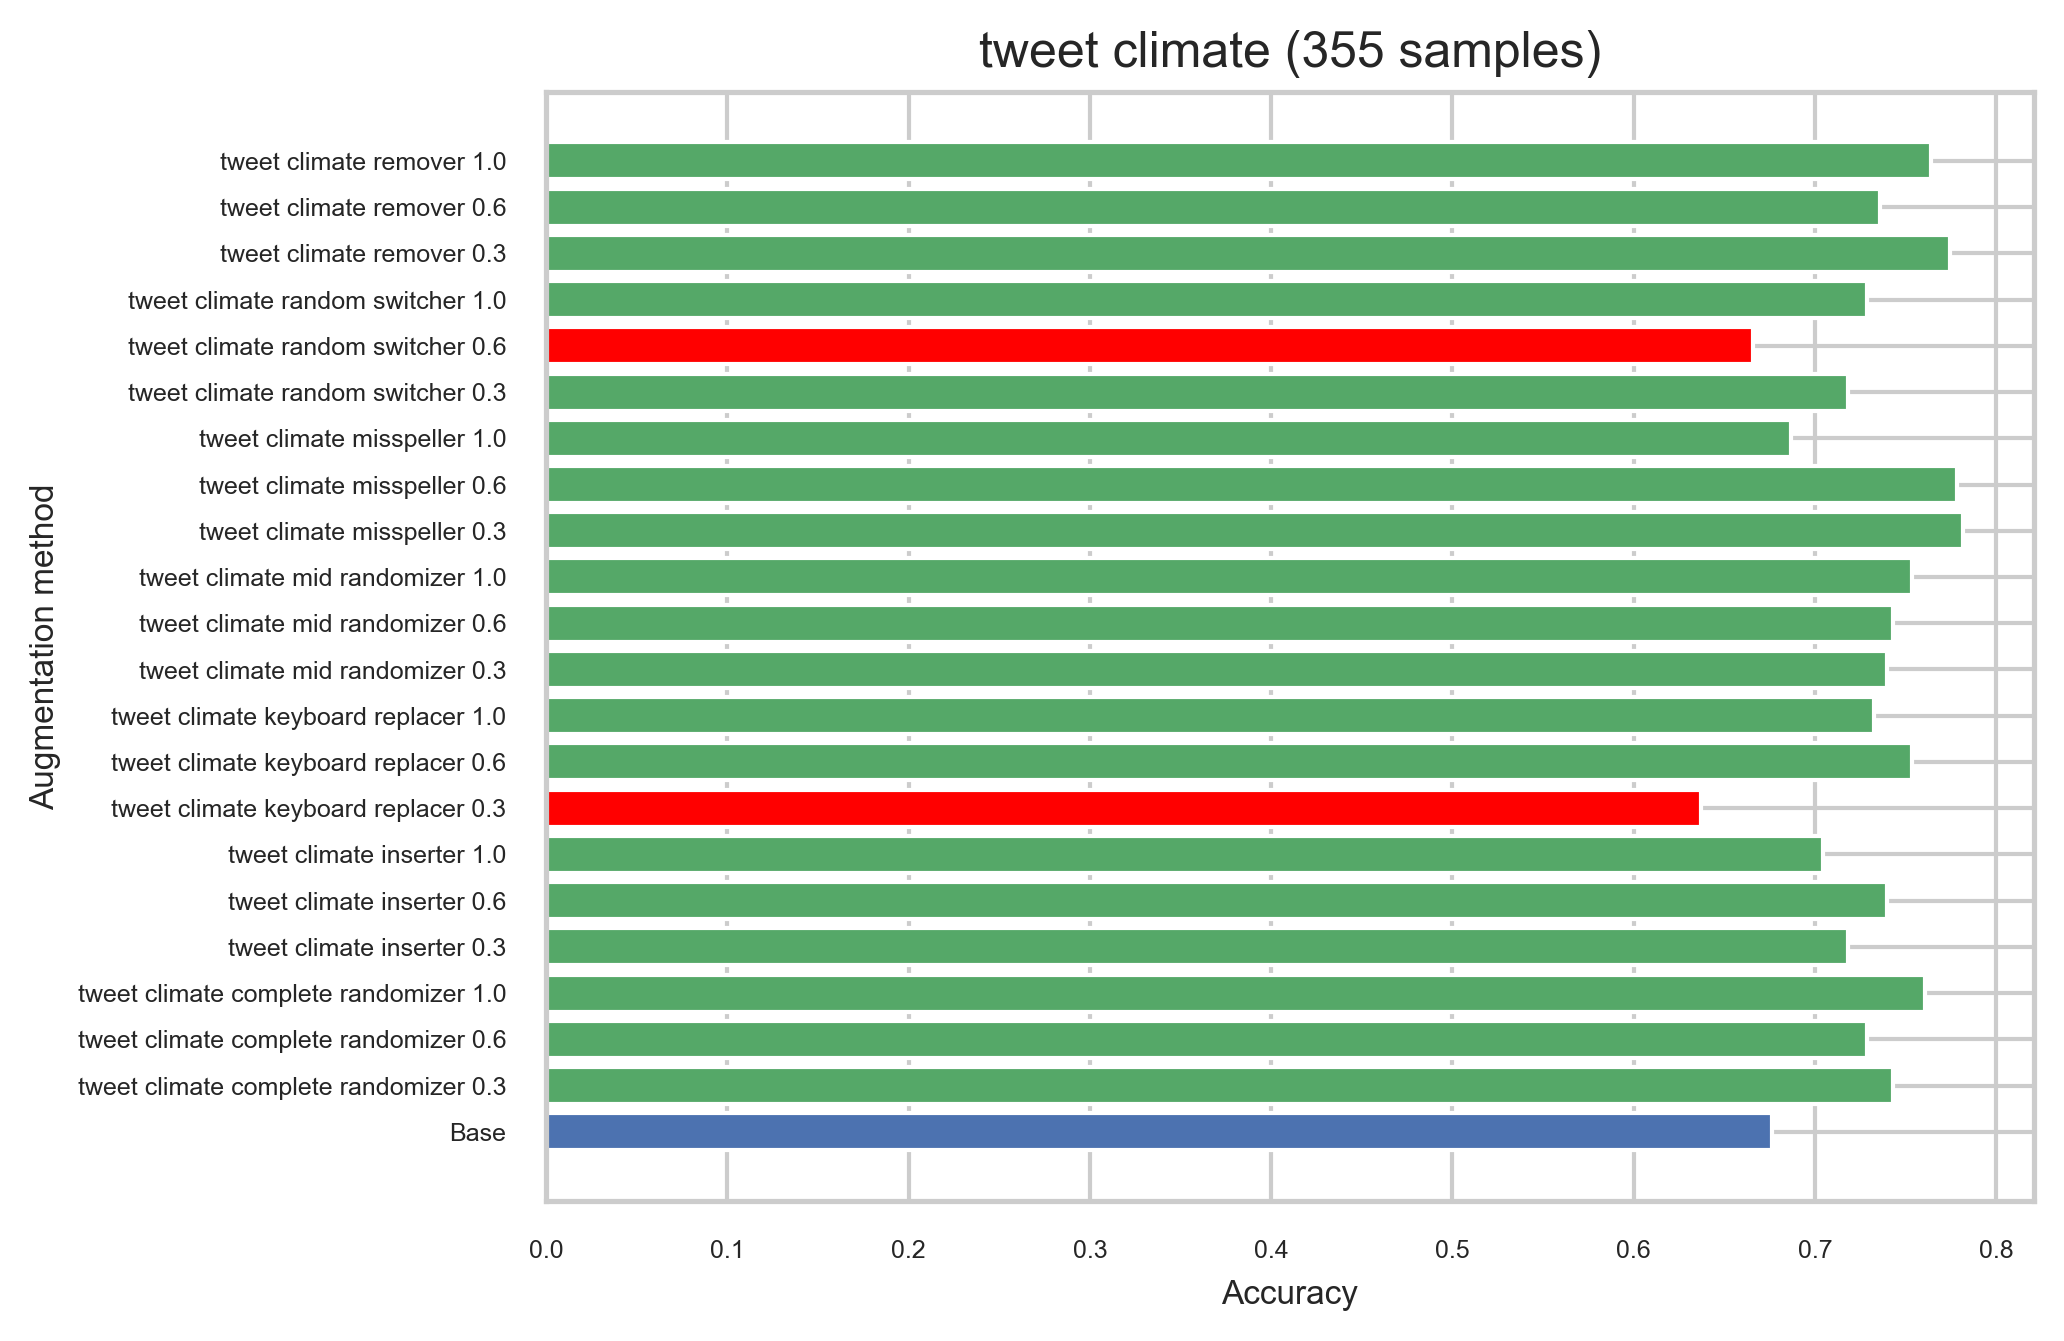 tweet climate (355 samples)
Augmentation method
tweet climate remover 1.0
tweet climate remover 0.6
tweet climate remover 0.3
tweet climate random switcher 1.0
tweet climate random switcher 0.6
tweet climate random switcher 0.3
tweet climate misspeller 1.0
tweet climate misspeller 0.6
tweet climate misspeller 0.3
tweet climate mid randomizer 1.0
tweet climate mid randomizer 0.6
tweet climate mid randomizer 0.3
tweet climate keyboard replacer 1.0
tweet climate keyboard replacer 0.6
tweet climate keyboard replacer 0.3
tweet climate inserter 1.0
tweet climate inserter 0.6
tweet climate inserter 0.3
tweet climate complete randomizer 1.0
tweet climate complete randomizer 0.6
tweet climate complete randomizer 0.3
Base
0.0 0.1 0.2 0.3 0.4 0.5 0.6 0.7 0.8
Accuracy